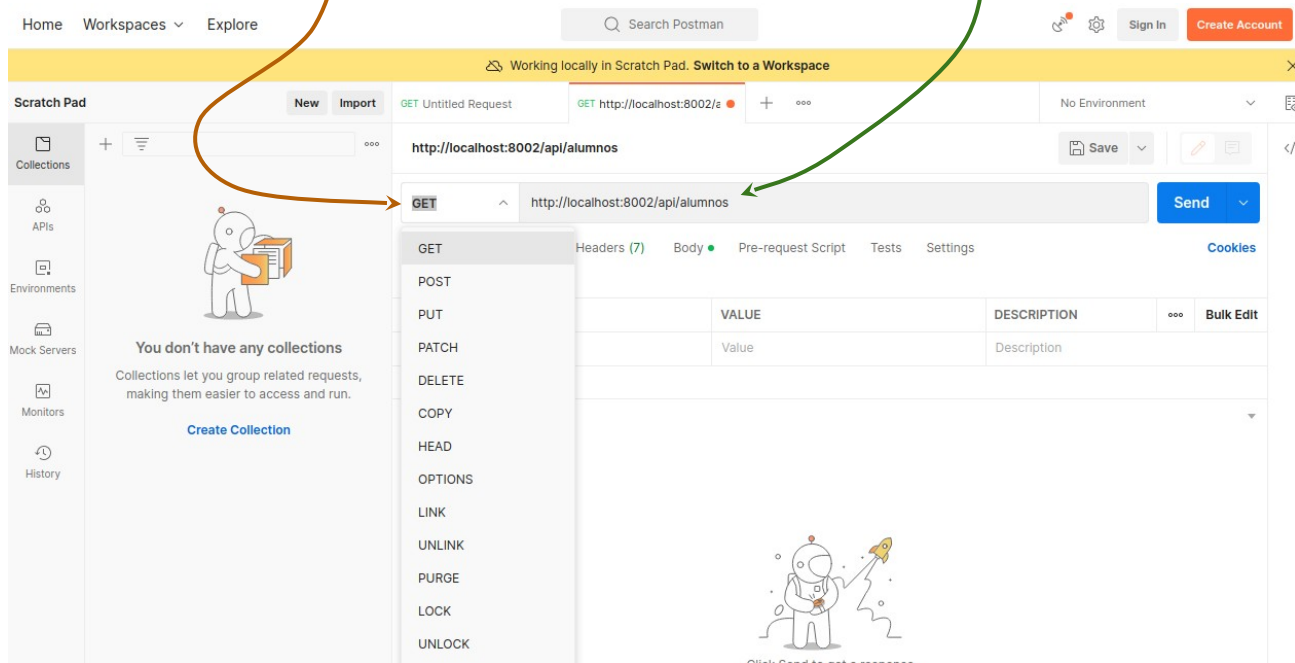 Home Workspaces Explore Search Postman Sign In Create Account
Working locally in Scratch Pad. Switch to a Workspace
Scratch Pad New Import GET Untitled Request GET http://localhost:8002/a No Environment
Collections
http://localhost:8002/api/alumnos Save
GET http://localhost:8002/api/alumnos Send
APIs
Headers (7) Body Pre-request Script Tests Settings Cookies
GET
POST
PUT
PATCH
DELETE
COPY
HEAD
OPTIONS
LINK
UNLINK
PURGE
LOCK
UNLOCK
Environments
Mock Servers
Monitors
History
VALUE DESCRIPTION Bulk Edit
Value Description
You don't have any collections
Collections let you group related requests,
making them easier to access and run.
Create Collection
Click Send to get a response